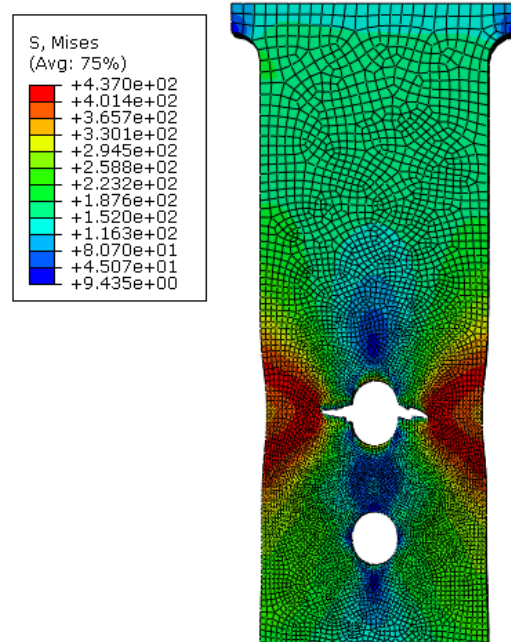 S, Mises
(Avg: 75%)
+4.370e+02
+4.014e+02
+3.657e+02
+3.301e+02
+2.945e+02
+2.588e+02
+2.232e+02
+1.876e+02
+1.520e+02
+1.163e+02
+8.070e+01
+4.507e+01
+9.435e+00